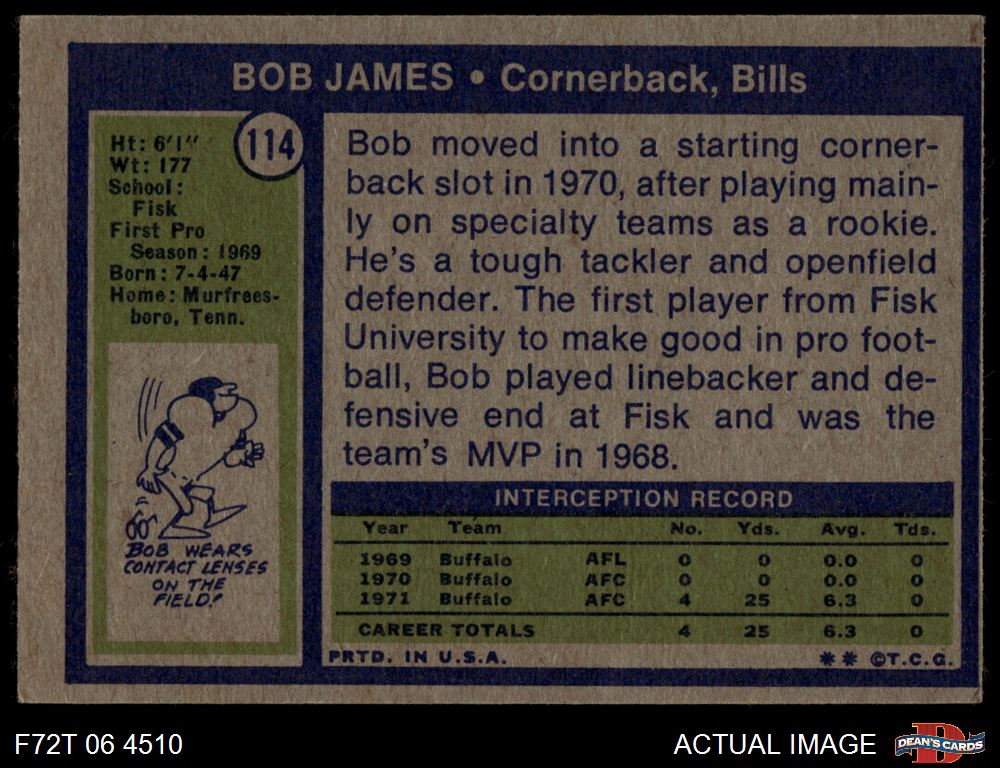 BOB JAMES • Cornerback, Bills
114
Ht: 6'1"
Wt: 177
School:
Fisk
First Pro
Season: 1969
Born: 7-4-47
Home: Murfrees-
boro, Tenn.
BOB WEARS
CONTACT LENSES
ON THE
FIELD!
Bob moved into a starting corner-
back slot in 1970, after playing main-
ly on specialty teams as a rookie.
He's a tough tackler and openfield
defender. The first player from Fisk
University to make good in pro foot-
ball, Bob played linebacker and de-
fensive end at Fisk and was the
team's MVP in 1968.
INTERCEPTION RECORD
Year Team No. Yds. Avg. Tds.
1969 Buffalo AFL 0 0 0.0 0
1970 Buffalo AFC 0 0 0.0 0
1971 Buffalo AFC 4 25 6.3 0
CAREER TOTALS 4 25 6.3 0
PRTD. IN U.S.A. ** ©T.C.G.
F72T 06 4510
ACTUAL IMAGE
D
DEAN'S CARDS